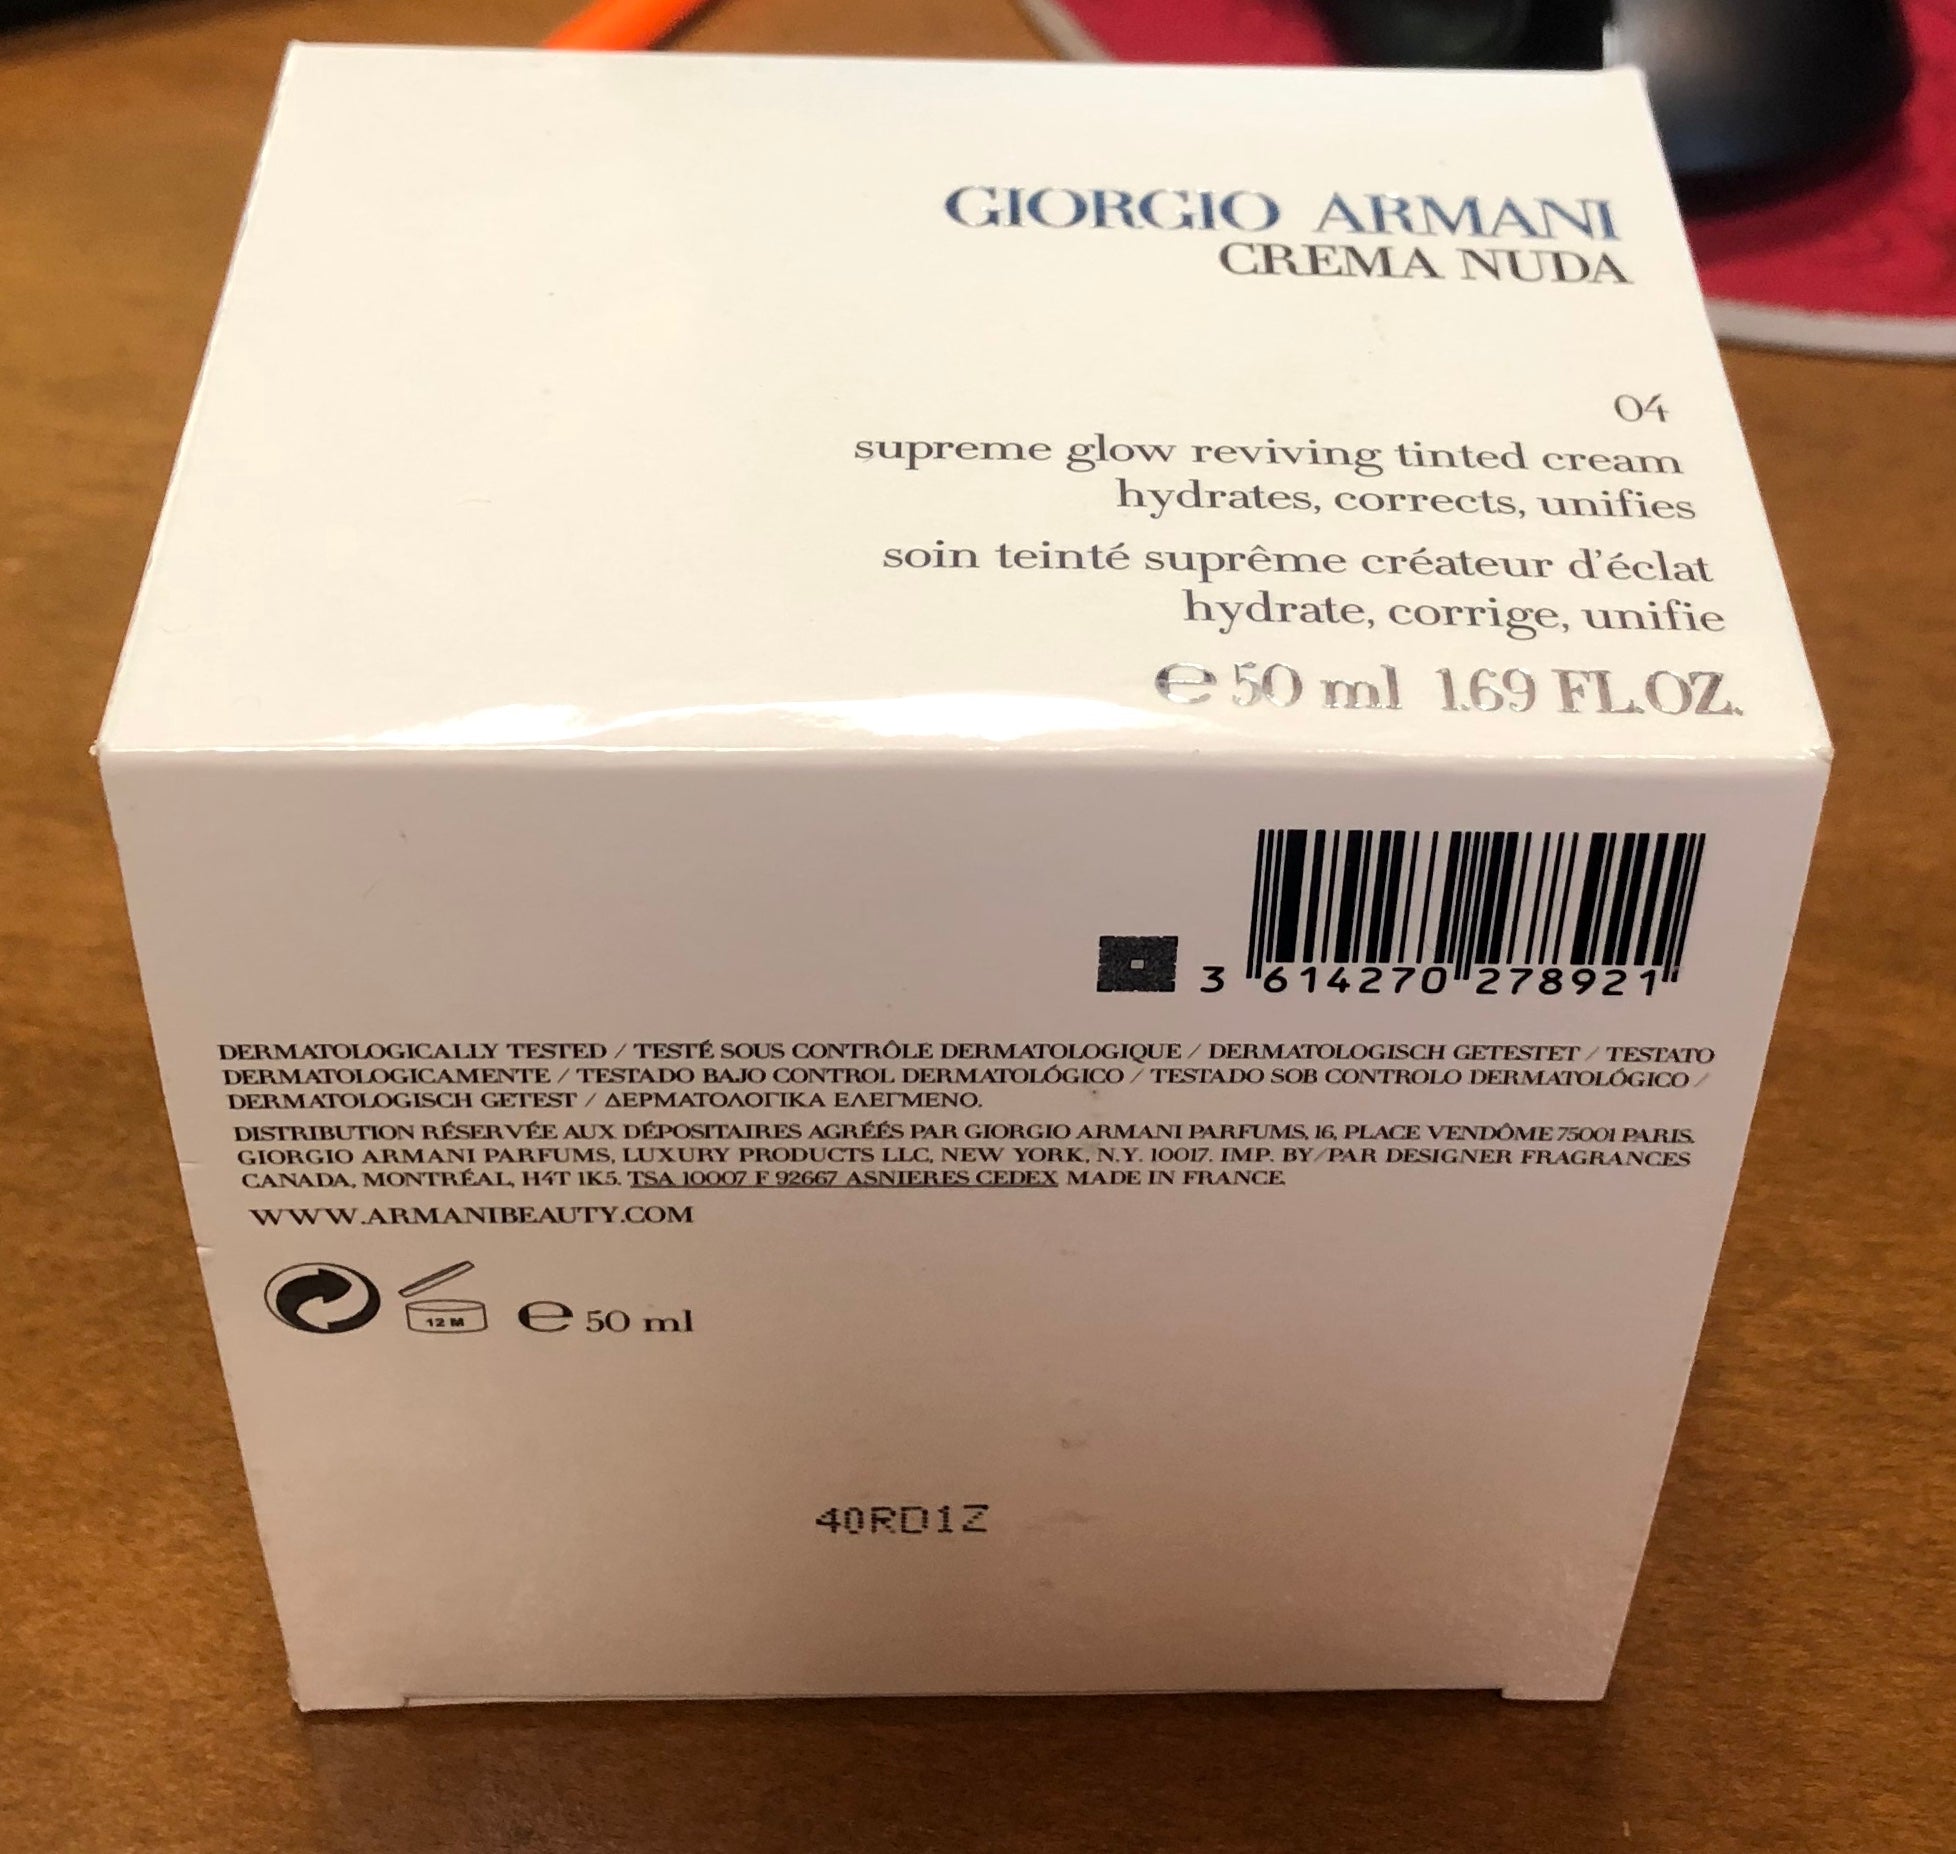 GIORGIO ARMANI
CREMA NUDA
04
supreme glow reviving tinted cream
hydrates, corrects, unifies
soin teinté suprême créateur d'éclat
hydrate, corrige, unifie
℮ 50 ml 1.69 FL.OZ.
3 614270 278921
DERMATOLOGICALLY TESTED / TESTÉ SOUS CONTRÔLE DERMATOLOGIQUE / DERMATOLOGISCH GETESTET / TESTATO
DERMATOLOGICAMENTE / TESTADO BAJO CONTROL DERMATOLÓGICO / TESTADO SOB CONTROLO DERMATOLÓGICO /
DERMATOLOGISCH GETEST / ΔΕΡΜΑΤΟΛΟΓΙΚΑ ΕΛΕΓΜΕΝΟ.
DISTRIBUTION RÉSERVÉE AUX DÉPOSITAIRES AGRÉÉS PAR GIORGIO ARMANI PARFUMS, 16, PLACE VENDÔME 75001 PARIS.
GIORGIO ARMANI PARFUMS, LUXURY PRODUCTS LLC, NEW YORK, N.Y. 10017. IMP. BY/PAR DESIGNER FRAGRANCES
CANADA, MONTRÉAL, H4T 1K5. TSA 10007 F 92667 ASNIERES CEDEX MADE IN FRANCE.
WWW.ARMANIBEAUTY.COM
12 M ℮ 50 ml
40RD1Z